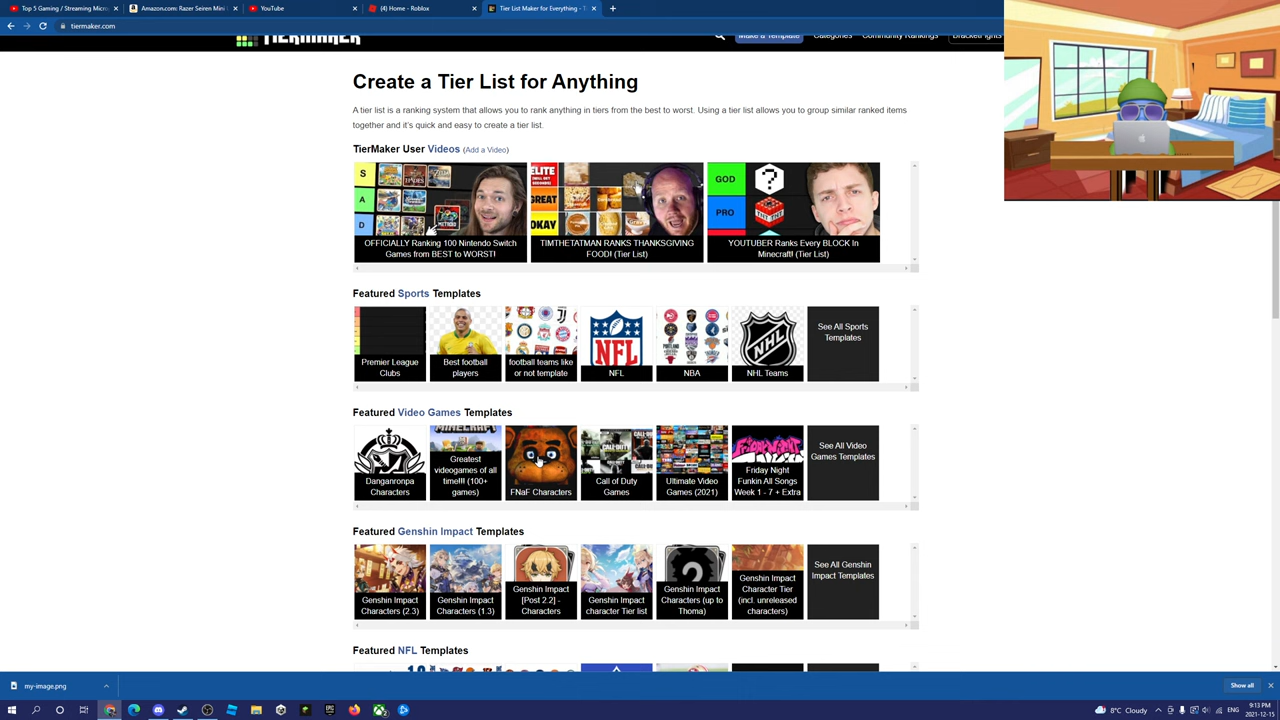 Top 5 Gaming / Streaming Micro
Amazon.com: Razer Seiren Mini
YouTube
(4) Home - Roblox
Tier List Maker for Everything - T
tiermaker.com
TIERMAKER
Make a Template
Categories
Community Rankings
BracketFights
Create a Tier List for Anything
A tier list is a ranking system that allows you to rank anything in tiers from the best to worst. Using a tier list allows you to group similar ranked items
together and it's quick and easy to create a tier list.
TierMaker User Videos (Add a Video)
S
A
D
OFFICIALLY Ranking 100 Nintendo Switch
Games from BEST to WORST!
ELITE
GREAT
OKAY
TIMTHETATMAN RANKS THANKSGIVING
FOOD! (Tier List)
GOD
PRO
YOUTUBER Ranks Every BLOCK In
Minecraft! (Tier List)
Featured Sports Templates
Premier League
Clubs
Best football
players
football teams like
or not template
NFL
NFL
NBA
NHL
NHL Teams
See All Sports
Templates
Featured Video Games Templates
Danganronpa
Characters
MINECRAFT
Greatest
videogames of all
time!!! (100+
games)
FNaF Characters
Call of Duty
Games
Ultimate Video
Games (2021)
FRIDAY NIGHT
FUNKIN
Friday Night
Funkin All Songs
Week 1 - 7 + Extra
See All Video
Games Templates
Featured Genshin Impact Templates
Genshin Impact
Characters (2.3)
Genshin Impact
Characters (1.3)
Genshin Impact
[Post 2.2] -
Characters
Genshin Impact
character Tier list
Genshin Impact
Characters (up to
Thoma)
Genshin Impact
Character Tier
(incl. unreleased
characters)
See All Genshin
Impact Templates
Featured NFL Templates
my-image.png
Show all
8°C Cloudy
ENG
9:13 PM
2021-12-15